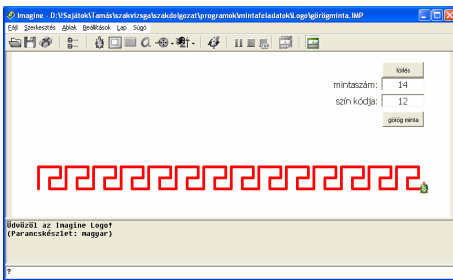 Imagine - D:\!Sajátok\Tamás\szakvizsga\szakdolgozat\programok\mintafeladatok\Logo\görögminta.IMP
Fájl Szerkesztés Ablak Beállítások Lap Súgó
törlés
mintaszám: 14
szín kódja: 12
görög minta
Üdvözöl az Imagine Logo!
(Parancskészlet: magyar)
?